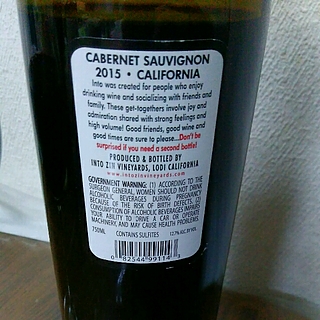 CABERNET SAUVIGNON
2015 • CALIFORNIA
Into was created for people who enjoy
drinking wine and socializing with friends and
family. These get-togethers involve joy and
admiration shared with strong feelings and
high volume! Good friends, good wine and
good times are sure to please...Don't be
surprised if you need a second bottle!
PRODUCED & BOTTLED BY
INTO ZIN VINEYARDS, LODI CALIFORNIA
www.intozinvineyards.com
GOVERNMENT WARNING: (1) ACCORDING TO THE
SURGEON GENERAL, WOMEN SHOULD NOT DRINK
ALCOHOLIC BEVERAGES DURING PREGNANCY
BECAUSE OF THE RISK OF BIRTH DEFECTS. (2)
CONSUMPTION OF ALCOHOLIC BEVERAGES IMPAIRS
YOUR ABILITY TO DRIVE A CAR OR OPERATE
MACHINERY, AND MAY CAUSE HEALTH PROBLEMS.
750ML CONTAINS SULFITES 12.7% ALC. BY VOL.
0 82544 99114 3